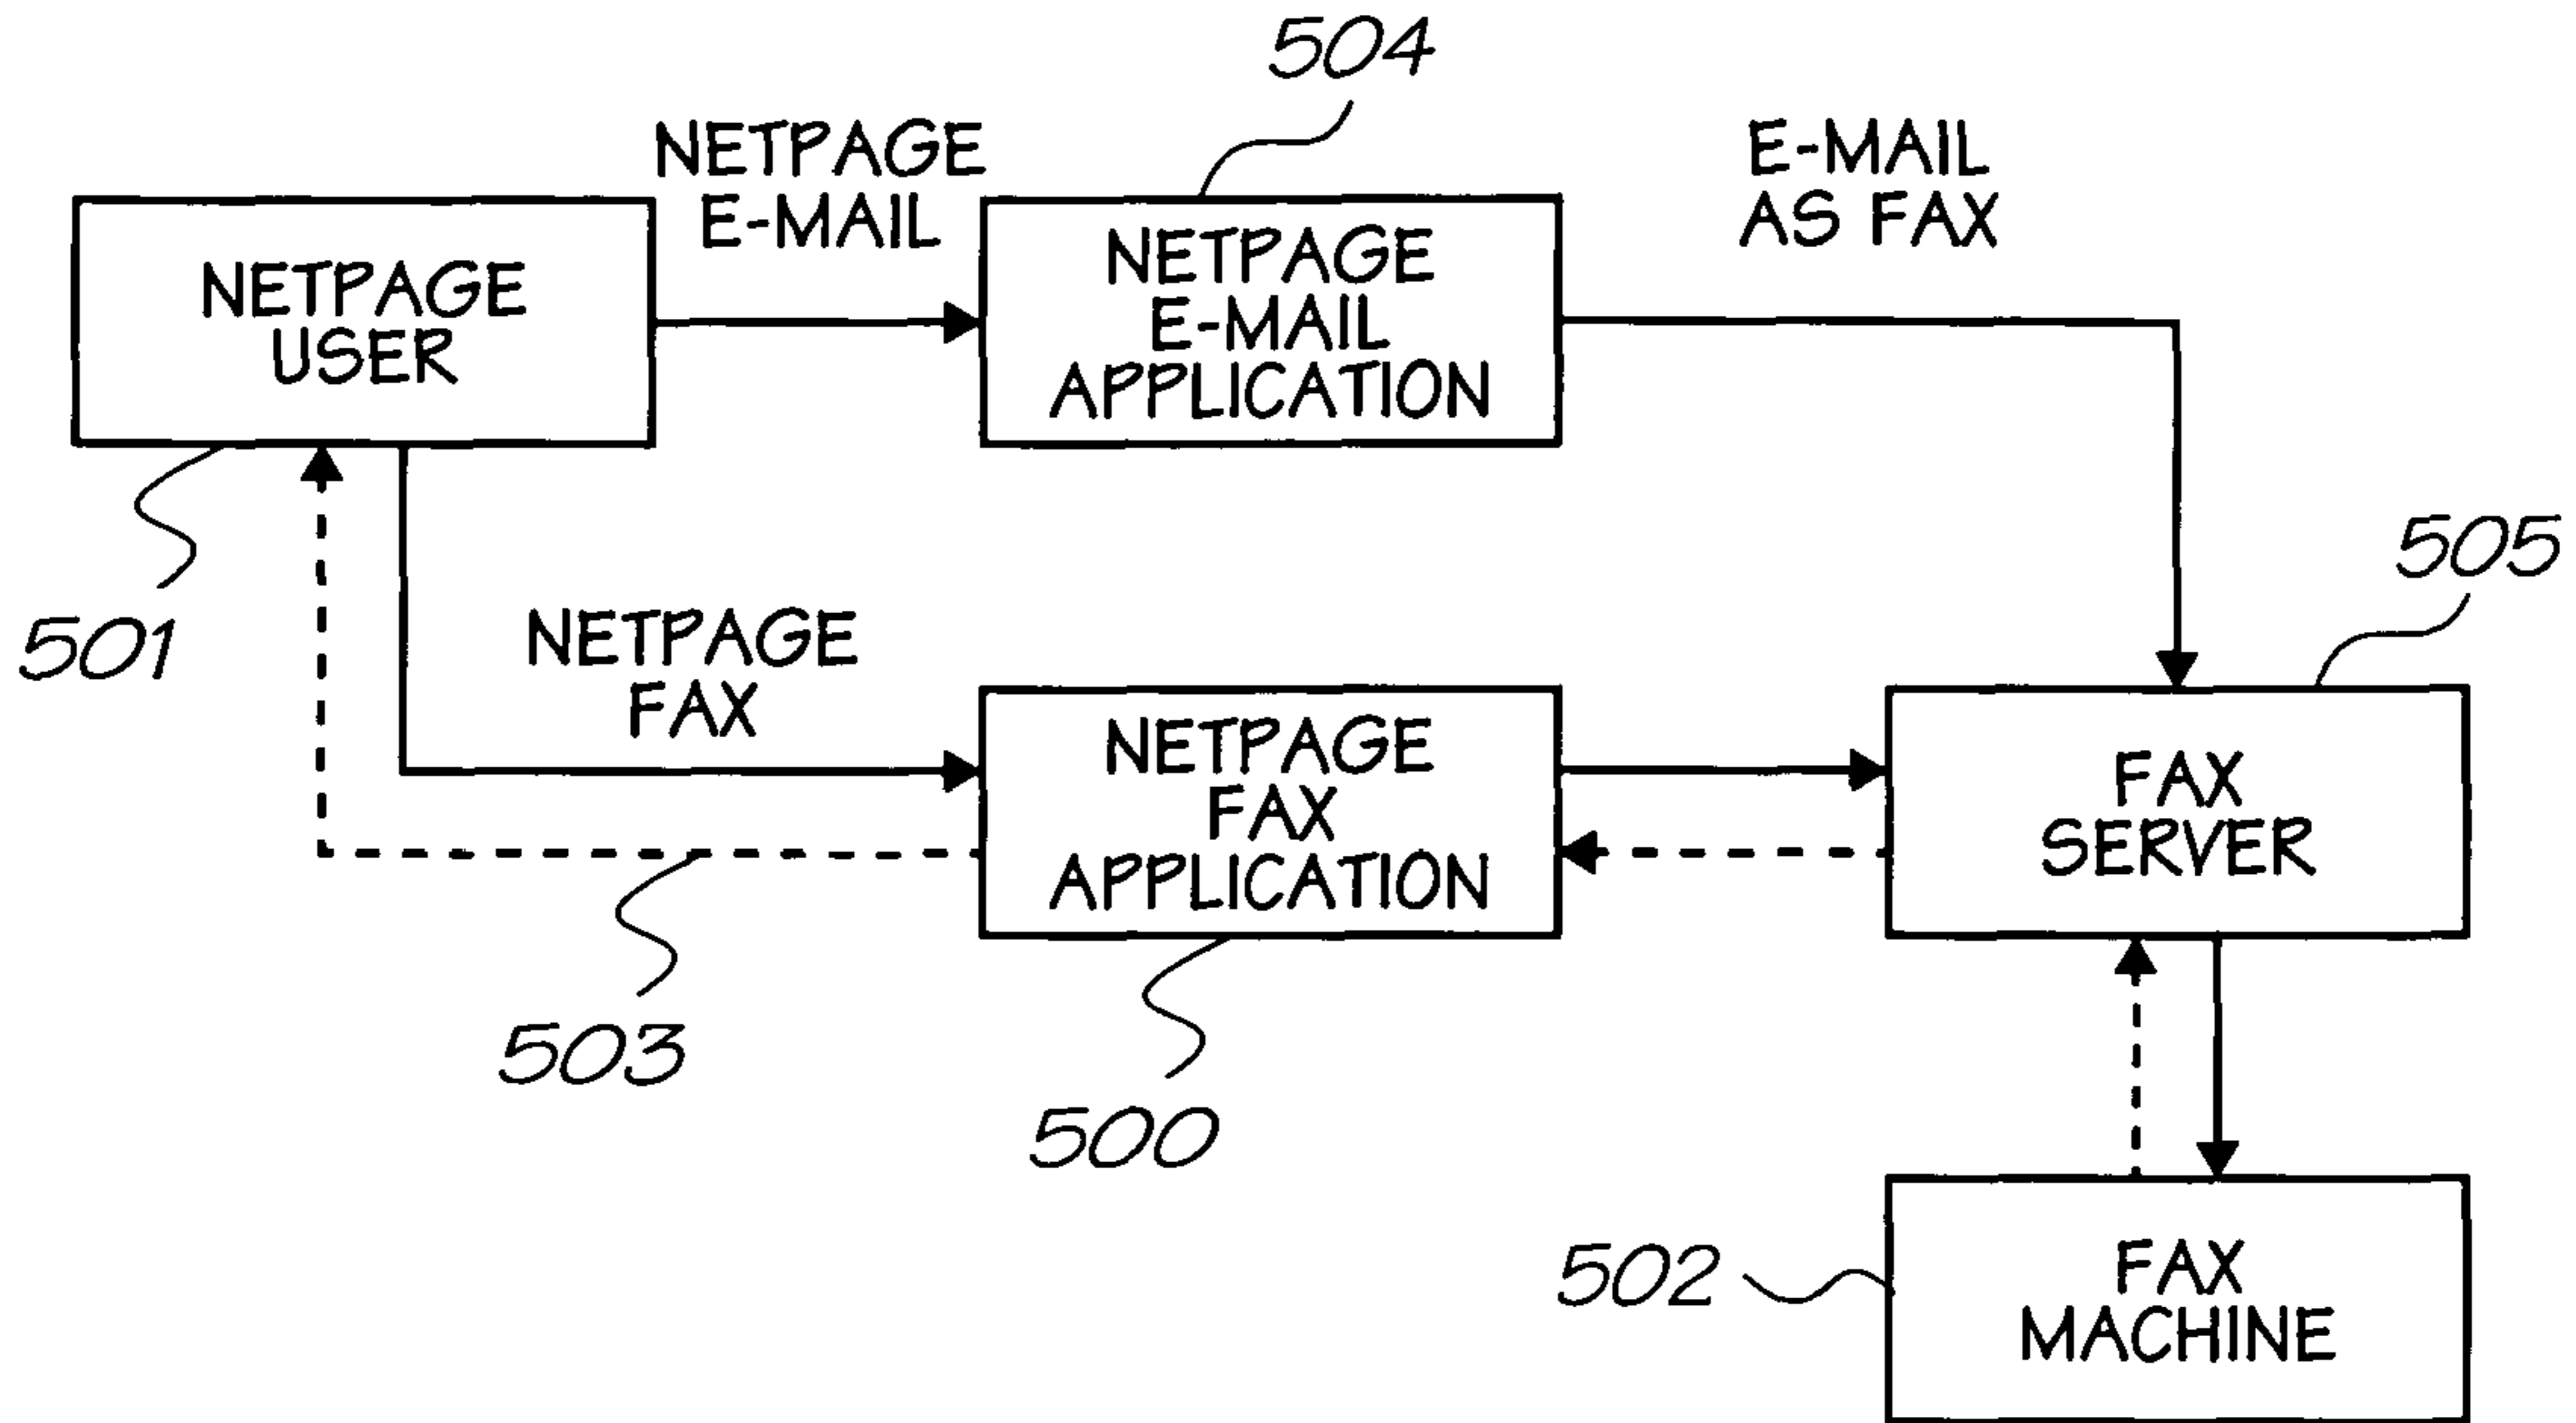 504
NETPAGE
E-MAIL
E-MAIL
AS FAX
NETPAGE
USER
NETPAGE
E-MAIL
APPLICATION
501
NETPAGE
FAX
505
NETPAGE
FAX
APPLICATION
FAX
SERVER
503
500
502
FAX
MACHINE